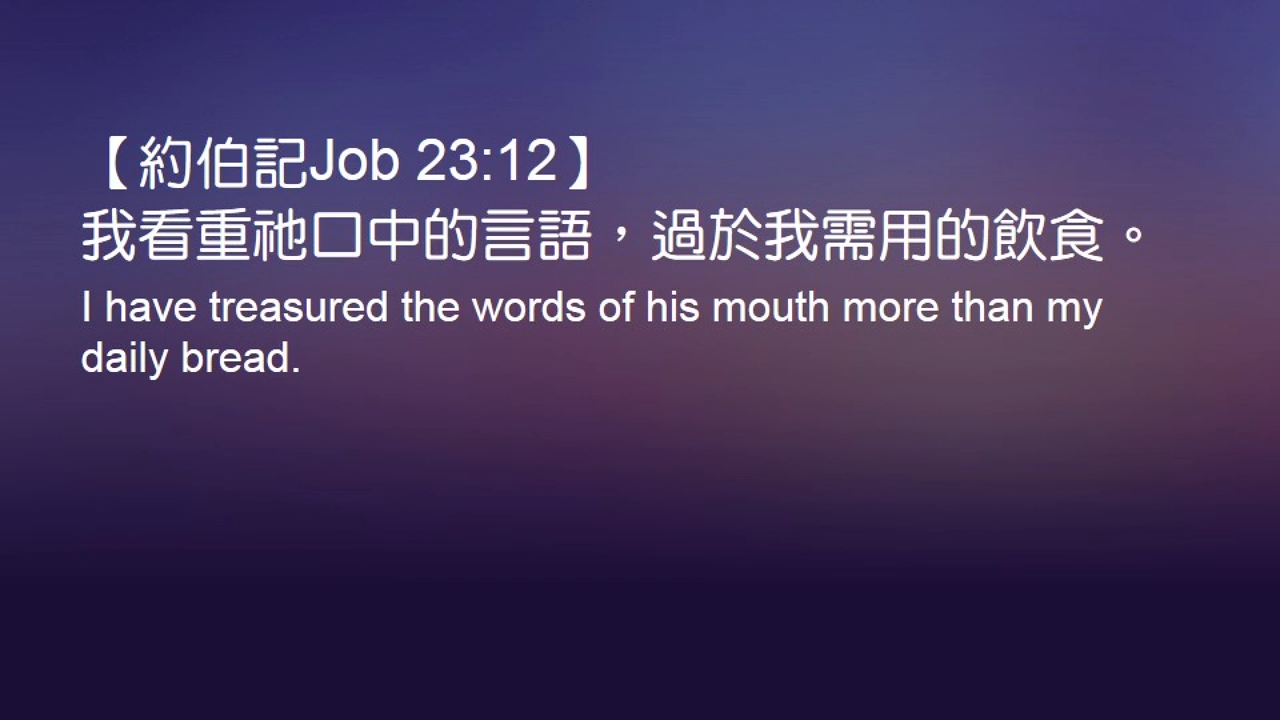 【約伯記Job 23:12】
我看重祂口中的言語，過於我需用的飲食。
I have treasured the words of his mouth more than my
daily bread.